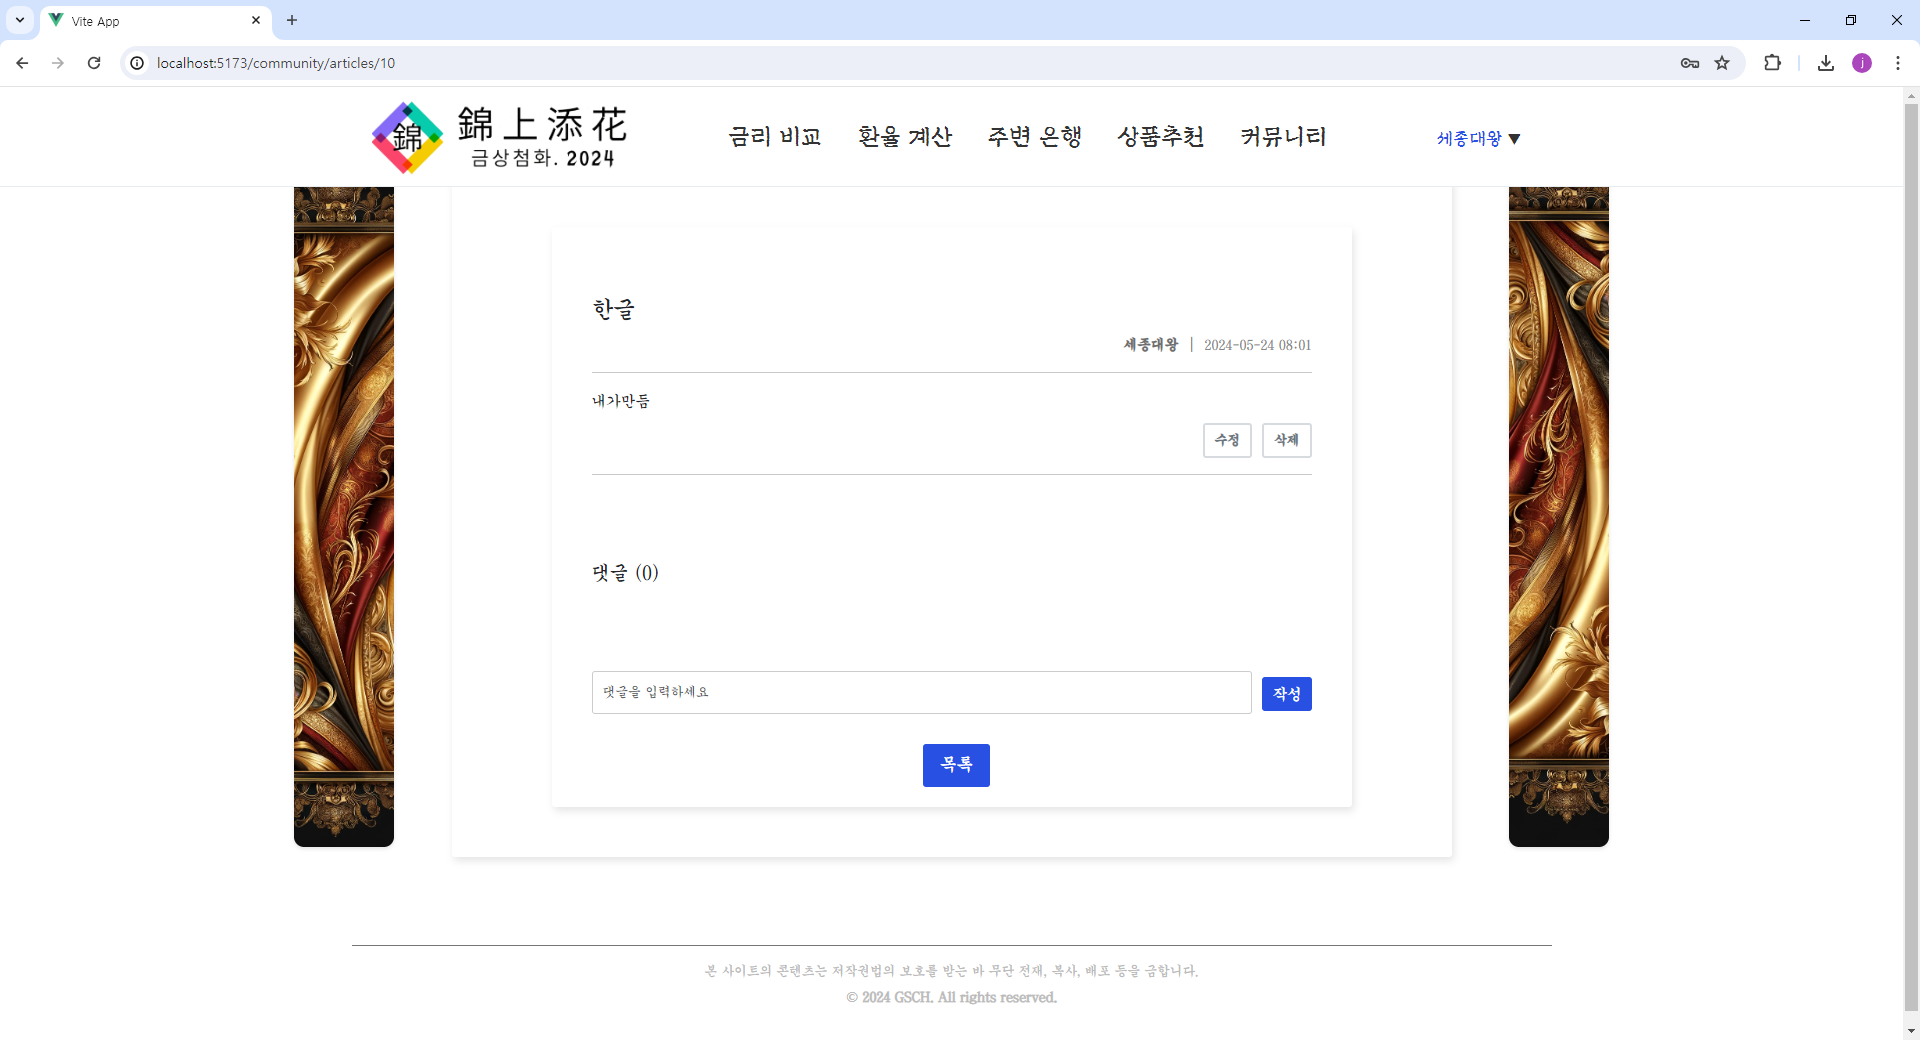 Vite App
localhost:5173/community/articles/10
j
錦
錦上添花
금상첨화. 2024
금리 비교 환율 계산 주변 은행 상품추천 커뮤니티
세종대왕 ▼
한글
세종대왕 | 2024-05-24 08:01
내가만듬
수정 삭제
댓글 (0)
댓글을 입력하세요
작성
목록
본 사이트의 콘텐츠는 저작권법의 보호를 받는 바 무단 전재, 복사, 배포 등을 금합니다.
© 2024 GSCH. All rights reserved.